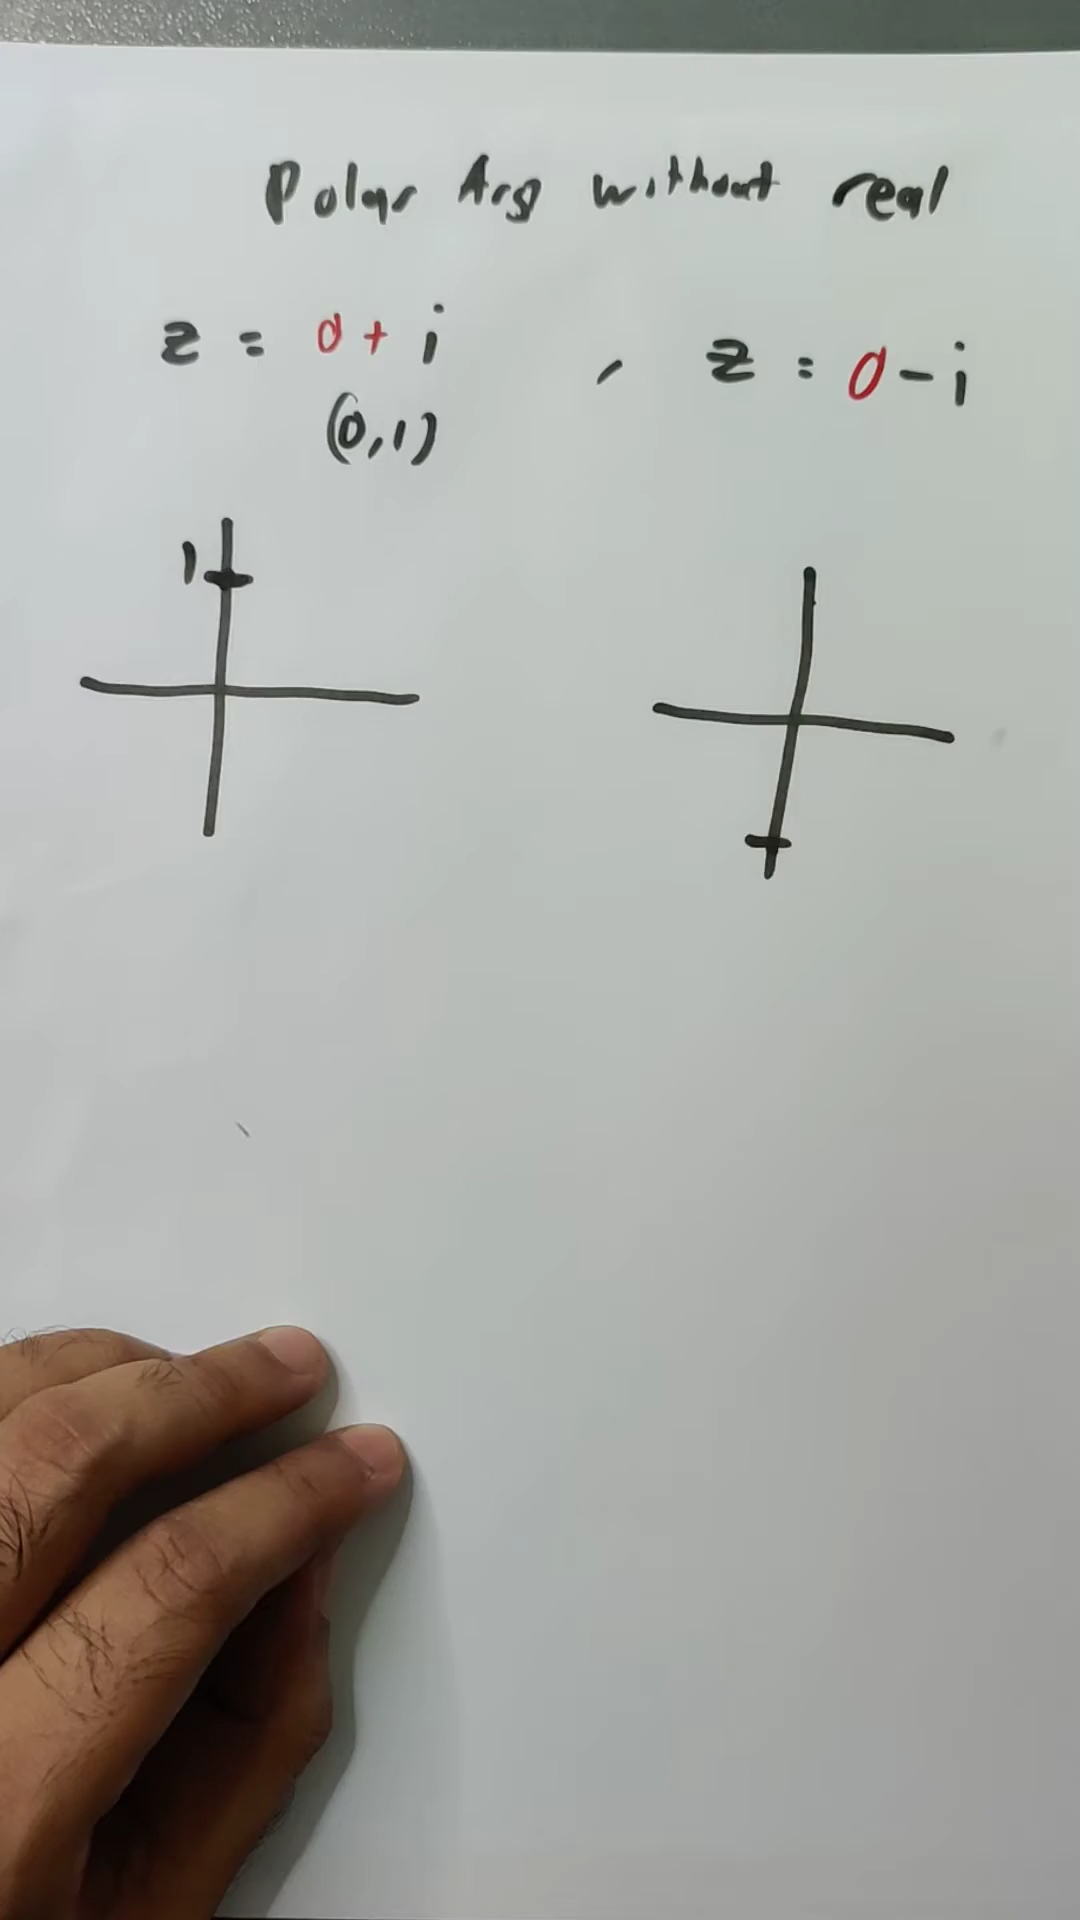 Polar Arg without real
z = 0 + i , z = 0 - i
(0,1)
1